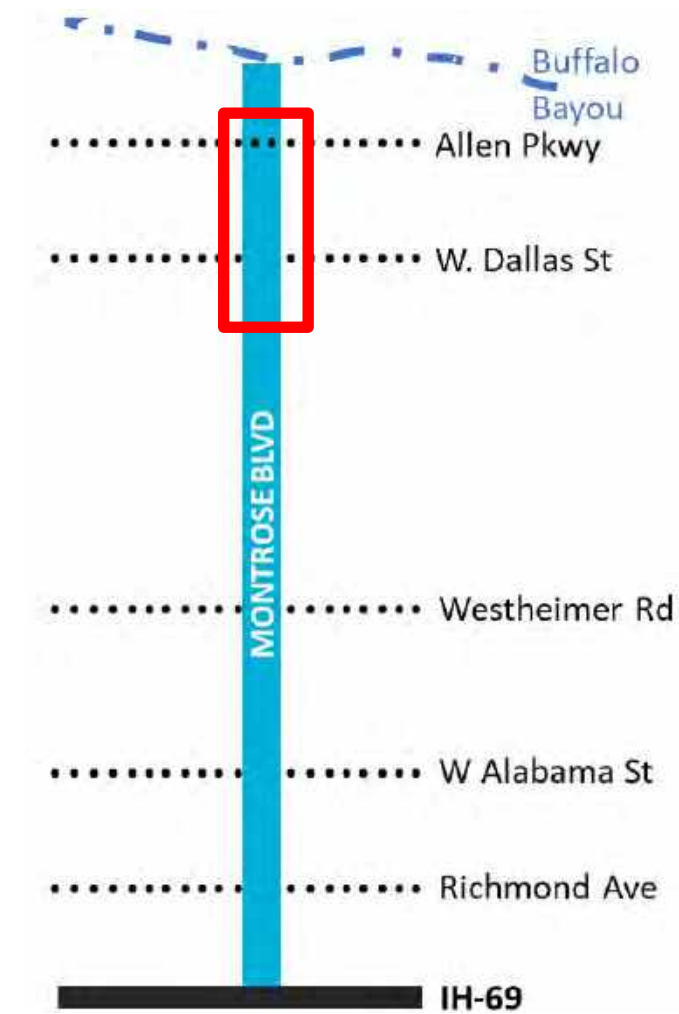 Buffalo
Bayou
Allen Pkwy
W. Dallas St
MONTROSE BLVD
Westheimer Rd
W Alabama St
Richmond Ave
IH-69